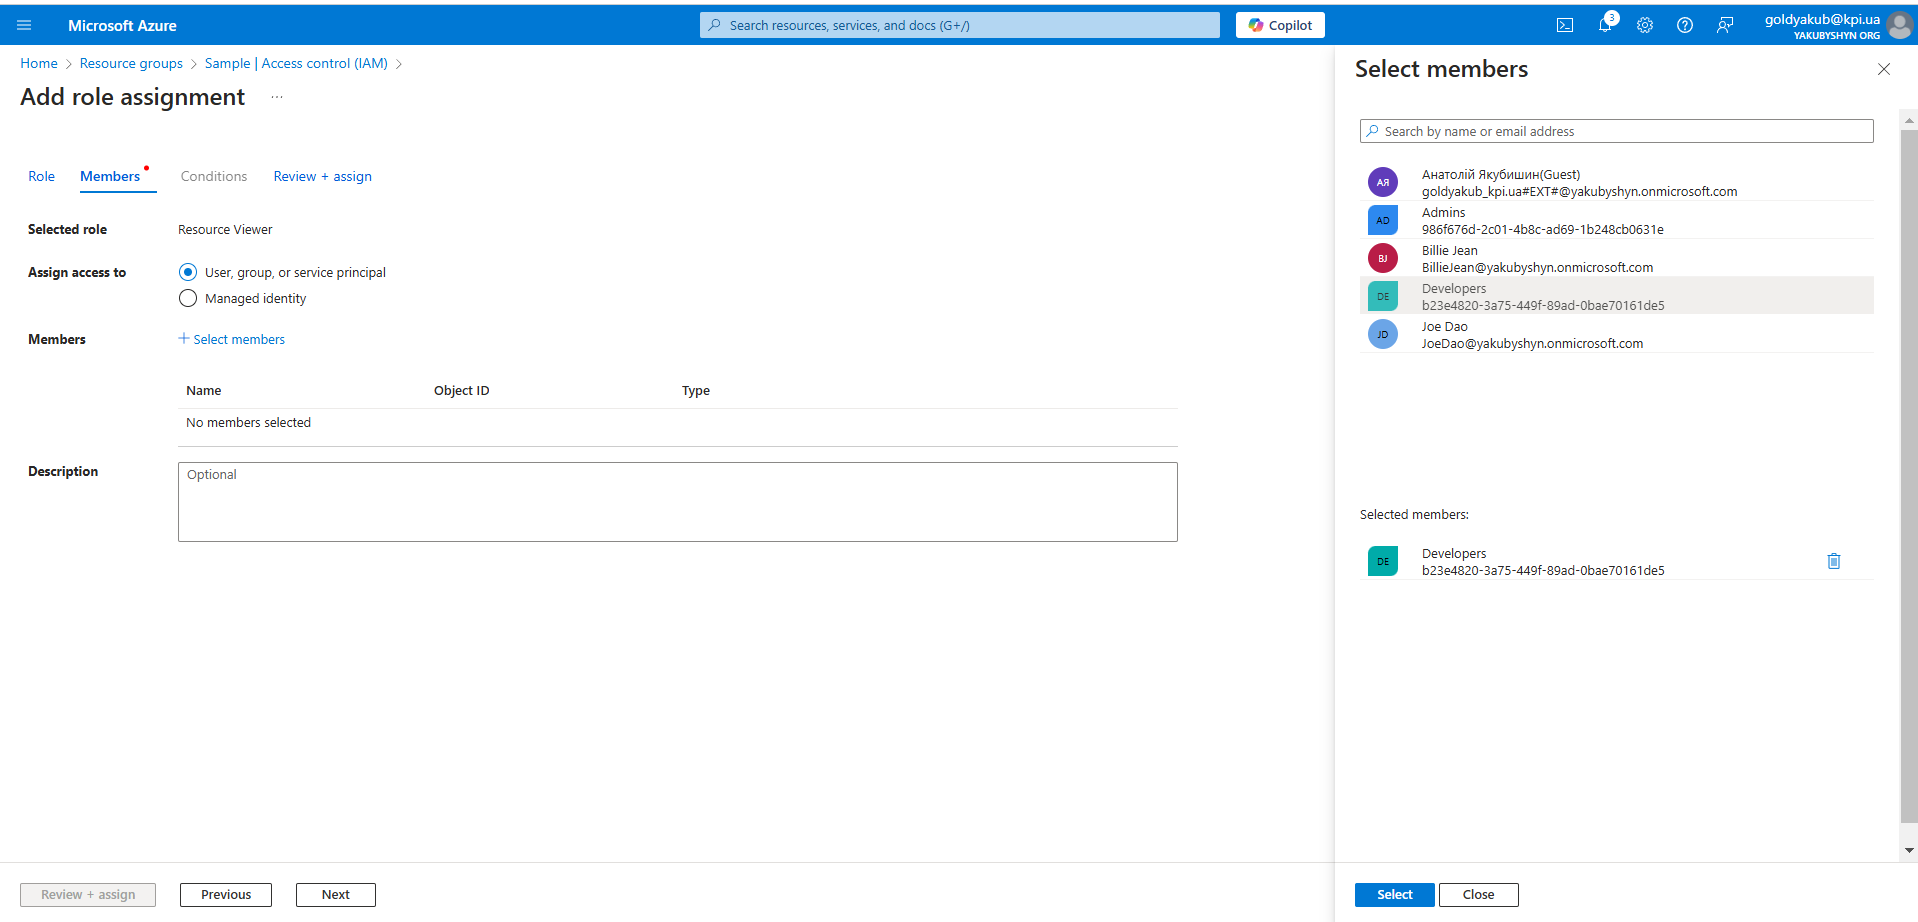 Microsoft Azure
Search resources, services, and docs (G+/)
Copilot
3
goldyakub@kpi.ua
YAKUBYSHYN ORG
Home > Resource groups > Sample | Access control (IAM) >
Add role assignment ...
Role Members Conditions Review + assign
Selected role Resource Viewer
Assign access to User, group, or service principal
Managed identity
Members + Select members
Name Object ID Type
No members selected
Description Optional
Review + assign Previous Next
Select members
Search by name or email address
АЯ Анатолій Якубишин(Guest)
goldyakub_kpi.ua#EXT#@yakubyshyn.onmicrosoft.com
AD Admins
986f676d-2c01-4b8c-ad69-1b248cb0631e
BJ Billie Jean
BillieJean@yakubyshyn.onmicrosoft.com
DE Developers
b23e4820-3a75-449f-89ad-0bae70161de5
JD Joe Dao
JoeDao@yakubyshyn.onmicrosoft.com
Selected members:
DE Developers
b23e4820-3a75-449f-89ad-0bae70161de5
Select Close